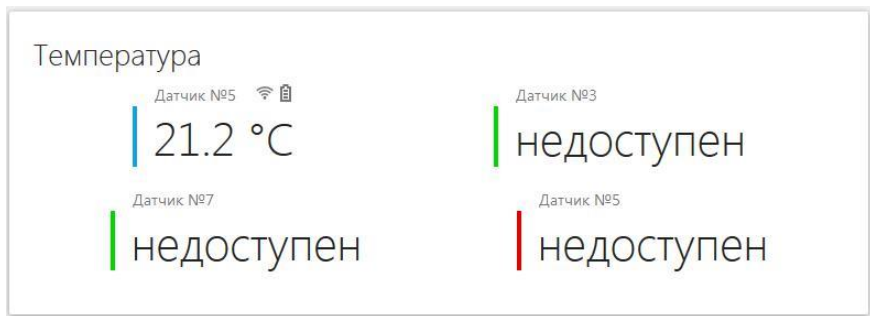 Температура
Датчик №5
21.2 °C
Датчик №3
недоступен
Датчик №7
недоступен
Датчик №5
недоступен